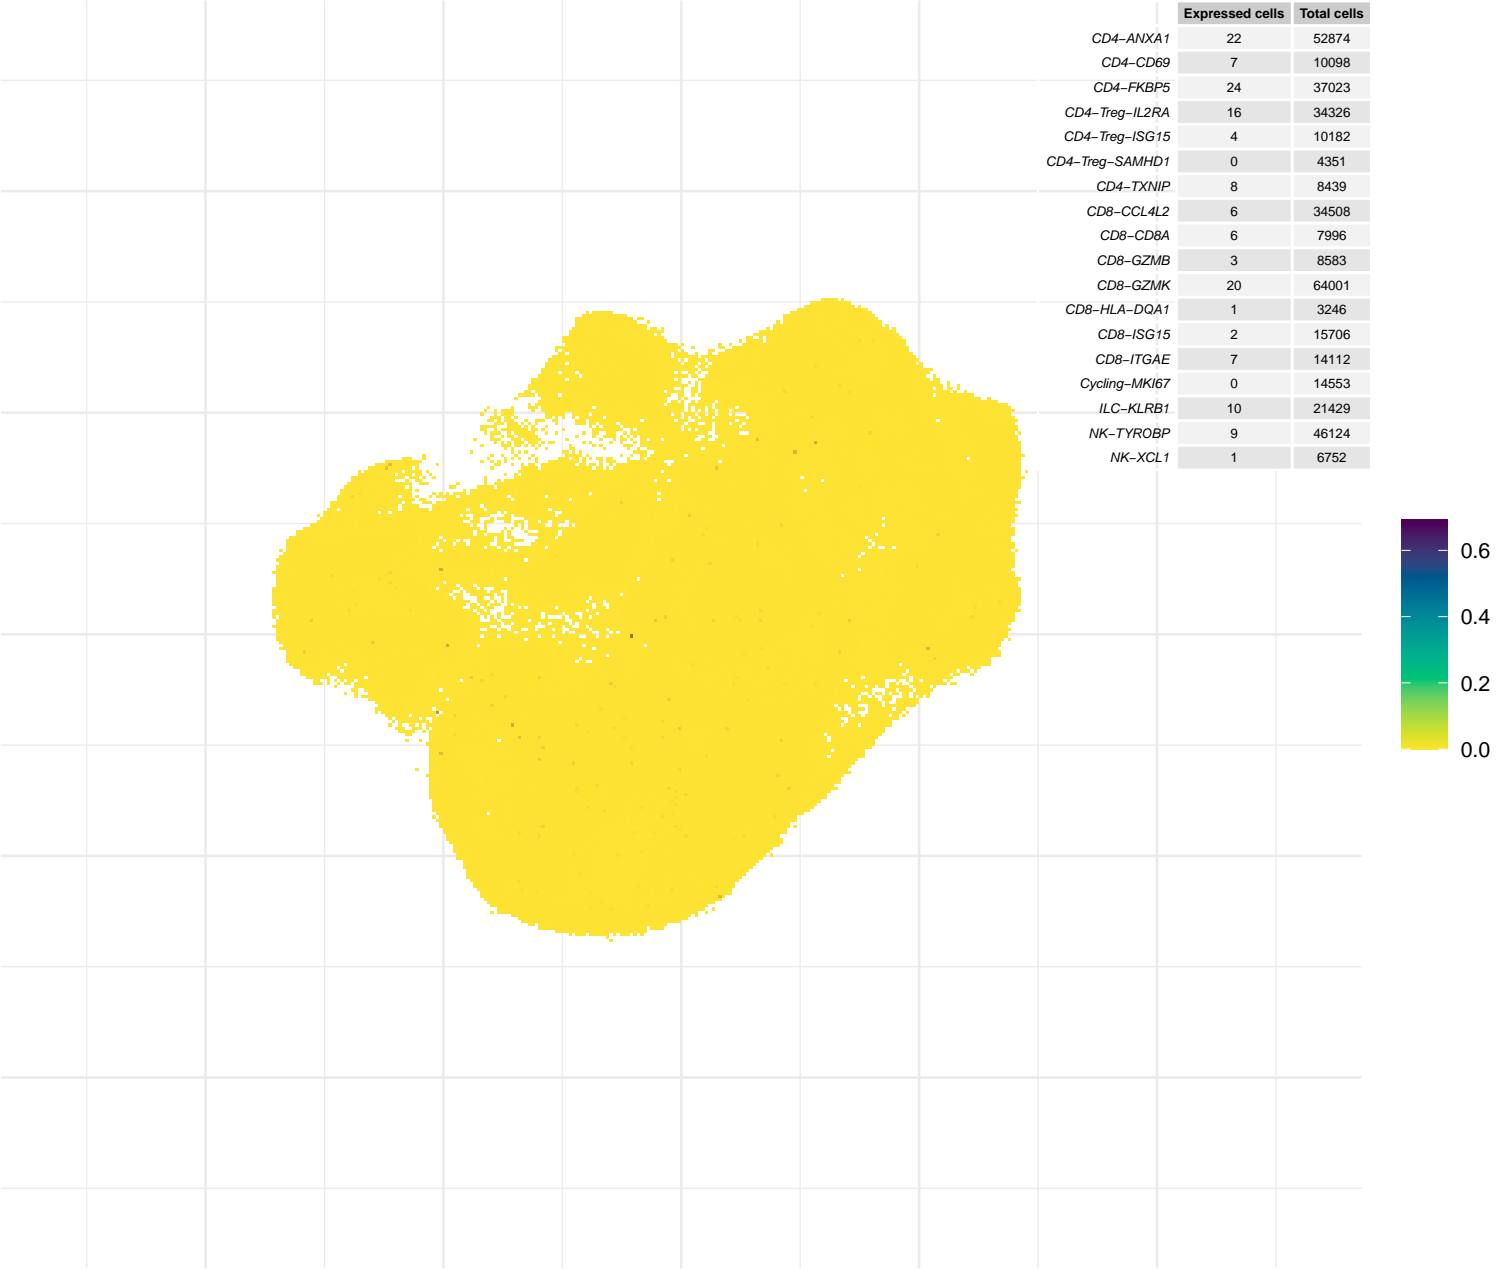 Expressed cells Total cells
CD4−ANXA1 22 52874
CD4−CD69 7 10098
CD4−FKBP5 24 37023
CD4−Treg−IL2RA 16 34326
CD4−Treg−ISG15 4 10182
CD4−Treg−SAMHD1 0 4351
CD4−TXNIP 8 8439
CD8−CCL4L2 6 34508
CD8−CD8A 6 7996
CD8−GZMB 3 8583
CD8−GZMK 20 64001
CD8−HLA−DQA1 1 3246
CD8−ISG15 2 15706
CD8−ITGAE 7 14112
Cycling−MKI67 0 14553
ILC−KLRB1 10 21429
NK−TYROBP 9 46124
NK−XCL1 1 6752
0.6
0.4
0.2
0.0